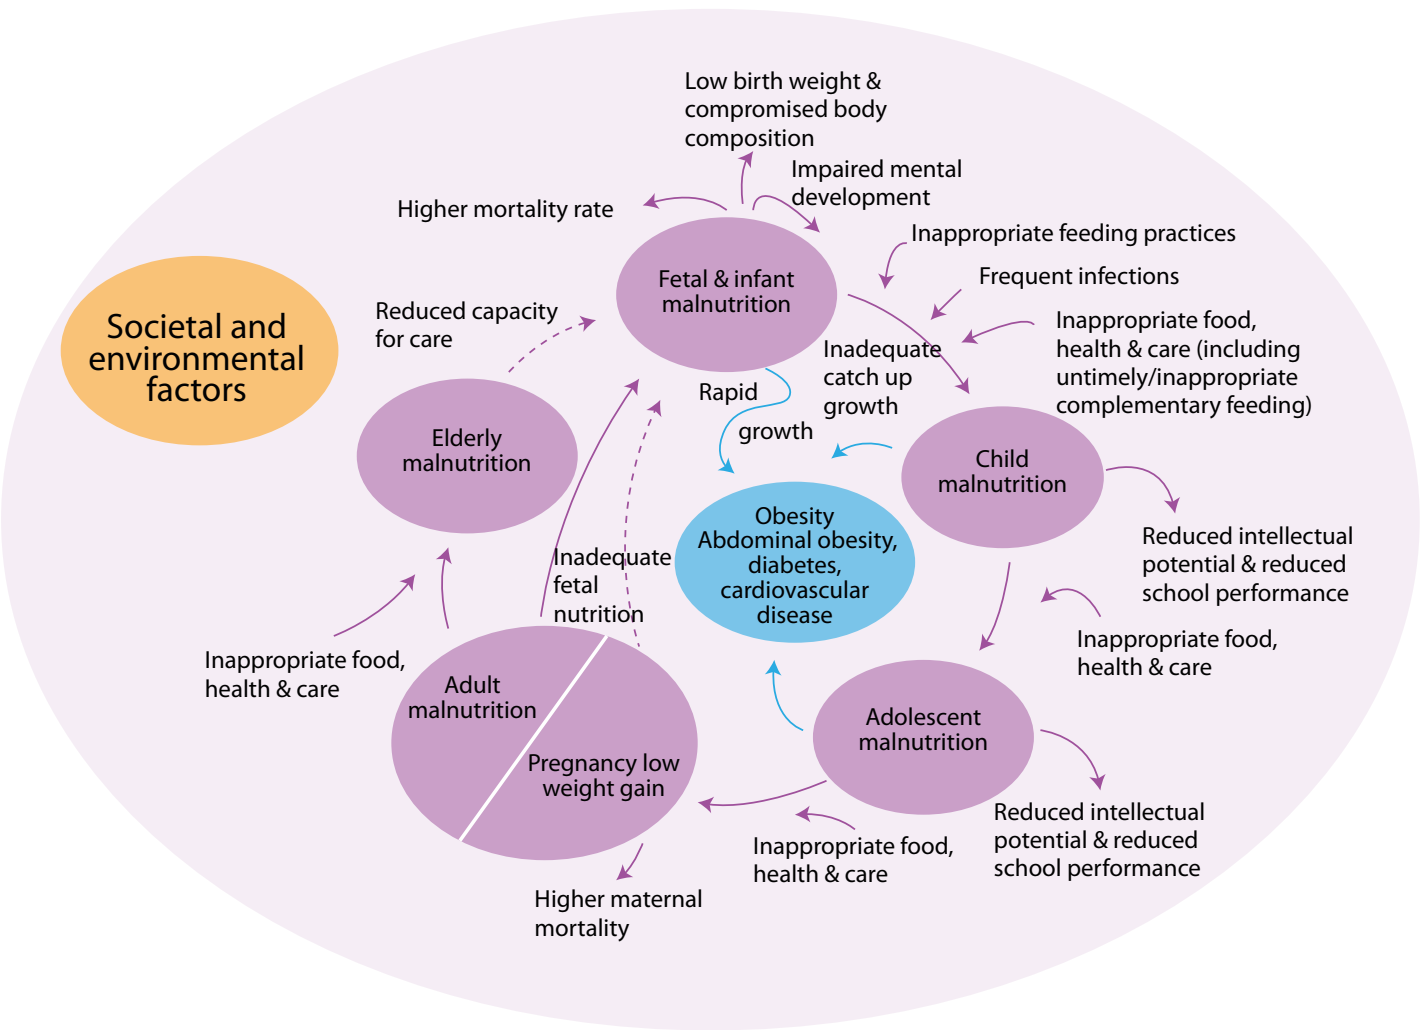 Low birth weight &
compromised body
composition
Impaired mental
development
Higher mortality rate
Inappropriate feeding practices
Frequent infections
Fetal & infant
malnutrition
Reduced capacity
for care
Societal and
environmental
factors
Inappropriate food,
health & care (including
untimely/inappropriate
complementary feeding)
Inadequate
catch up
growth
Rapid
growth
Elderly
malnutrition
Child
malnutrition
Obesity
Abdominal obesity,
diabetes,
cardiovascular
disease
Reduced intellectual
potential & reduced
school performance
Inadequate
fetal
nutrition
Inappropriate food,
health & care
Inappropriate food,
health & care
Adult
malnutrition
Pregnancy low
weight gain
Adolescent
malnutrition
Reduced intellectual
potential & reduced
school performance
Inappropriate food,
health & care
Higher maternal
mortality